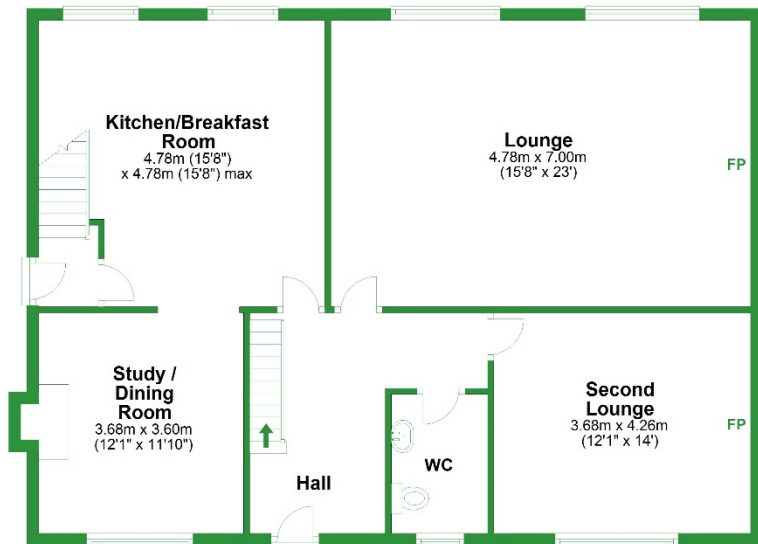 Kitchen/Breakfast
Room
4.78m (15'8")
x 4.78m (15'8") max
Lounge
4.78m x 7.00m
(15'8" x 23')
FP
Study /
Dining
Room
3.68m x 3.60m
(12'1" x 11'10")
Hall
WC
Second
Lounge
3.68m x 4.26m
(12'1" x 14')
FP